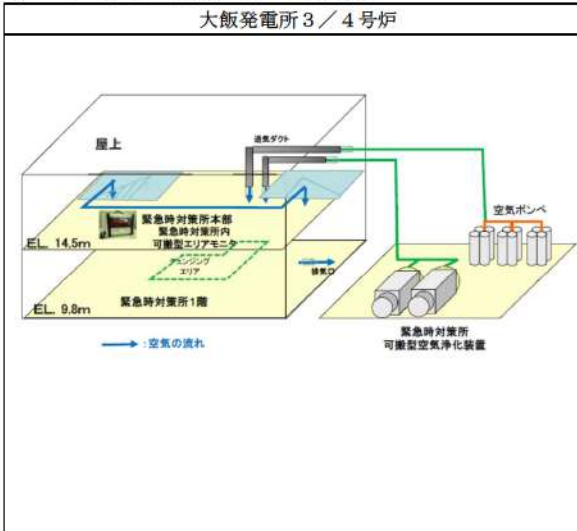 大飯発電所３／４号炉
屋上
通気ダクト
空気ボンベ
緊急時対策所本部
緊急時対策所内
可搬型エリアモニタ
EL. 14.5m
チェンジング
エリア
排気口
緊急時対策所1階
EL. 9.8m
緊急時対策所
可搬型空気浄化装置
:空気の流れ